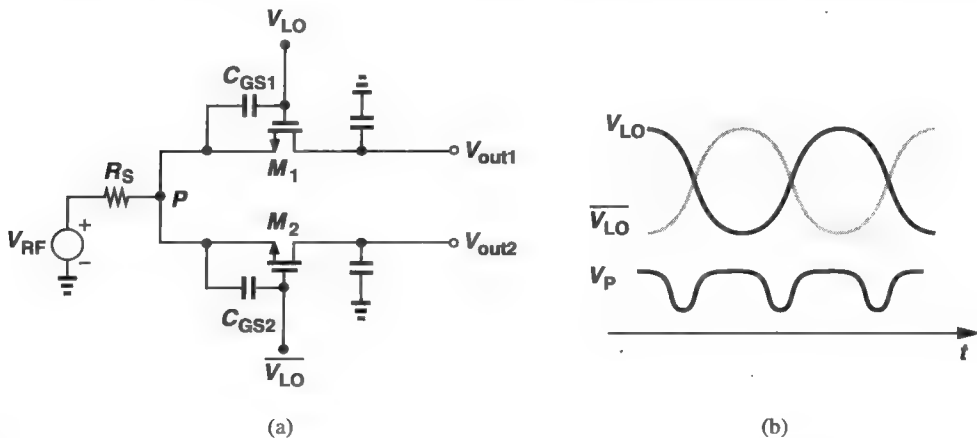 V_LO
C_GS1
V_out1
M_1
R_S
P
V_RF
+
−
M_2
V_out2
C_GS2
V̅_L̅O̅
(a)
V_LO
V̅_L̅O̅
V_P
t
(b)